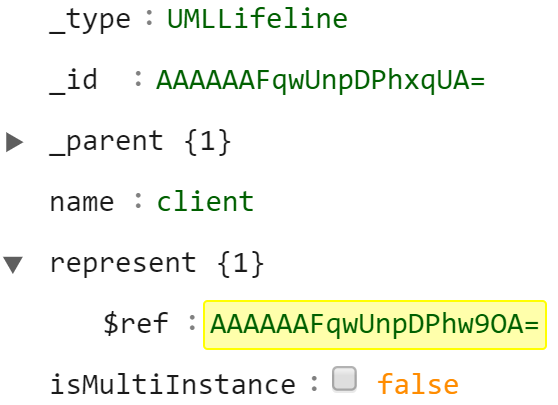 _type : UMLLifeline
_id : AAAAAAFqwUnpDPhxqUA=
_parent {1}
name : client
represent {1}
$ref : AAAAAAFqwUnpDPhw9OA=
isMultiInstance : false